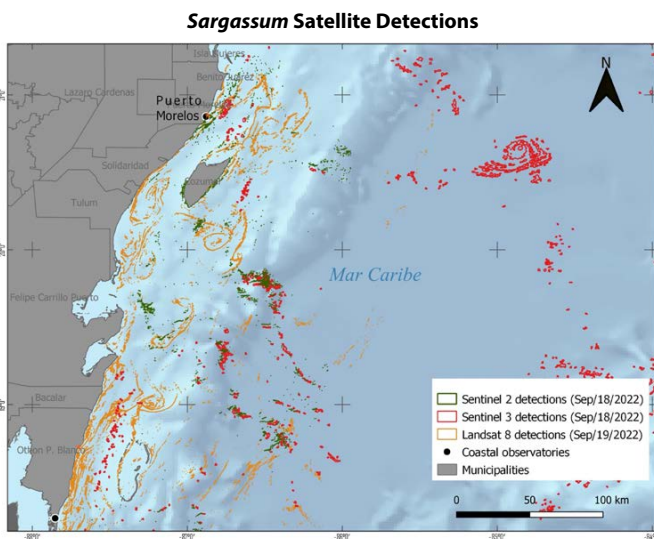 Sargassum Satellite Detections
Isla Mujeres
Benito Juárez
Lazaro Cardenas
Puerto
Morelos
N
Solidaridad
Cozumel
Tulum
Mar Caribe
Felipe Carrillo Puerto
Bacalar
Othon P. Blanco
Sentinel 2 detections (Sep/18/2022)
Sentinel 3 detections (Sep/18/2022)
Landsat 8 detections (Sep/19/2022)
Coastal observatories
Municipalities
0 50 100 km